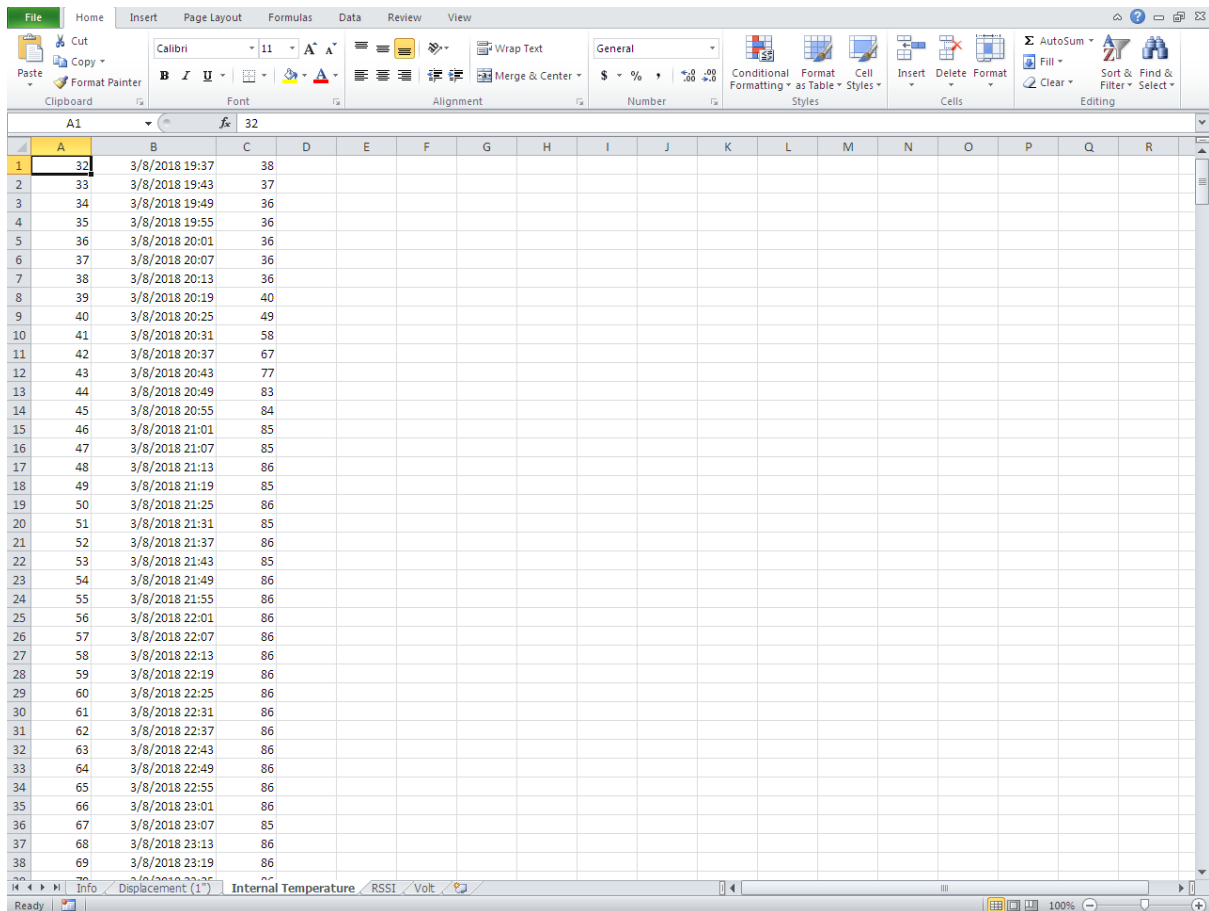 File Home Insert Page Layout Formulas Data Review View
Cut
Copy
Format Painter
Paste
Clipboard
Calibri 11 A A
B I U A
Font
Wrap Text
Merge & Center
Alignment
General
$ % , .0 .00 .00 .0
Number
Conditional Formatting
Format as Table
Cell Styles
Styles
Insert Delete Format
Cells
Σ AutoSum
Fill
Clear
Sort & Filter
Find & Select
Editing
A1 fx 32
A B C D E F G H I J K L M N O P Q R
1 32 3/8/2018 19:37 38
2 33 3/8/2018 19:43 37
3 34 3/8/2018 19:49 36
4 35 3/8/2018 19:55 36
5 36 3/8/2018 20:01 36
6 37 3/8/2018 20:07 36
7 38 3/8/2018 20:13 36
8 39 3/8/2018 20:19 40
9 40 3/8/2018 20:25 49
10 41 3/8/2018 20:31 58
11 42 3/8/2018 20:37 67
12 43 3/8/2018 20:43 77
13 44 3/8/2018 20:49 83
14 45 3/8/2018 20:55 84
15 46 3/8/2018 21:01 85
16 47 3/8/2018 21:07 85
17 48 3/8/2018 21:13 86
18 49 3/8/2018 21:19 85
19 50 3/8/2018 21:25 86
20 51 3/8/2018 21:31 85
21 52 3/8/2018 21:37 86
22 53 3/8/2018 21:43 85
23 54 3/8/2018 21:49 86
24 55 3/8/2018 21:55 86
25 56 3/8/2018 22:01 86
26 57 3/8/2018 22:07 86
27 58 3/8/2018 22:13 86
28 59 3/8/2018 22:19 86
29 60 3/8/2018 22:25 86
30 61 3/8/2018 22:31 86
31 62 3/8/2018 22:37 86
32 63 3/8/2018 22:43 86
33 64 3/8/2018 22:49 86
34 65 3/8/2018 22:55 86
35 66 3/8/2018 23:01 86
36 67 3/8/2018 23:07 85
37 68 3/8/2018 23:13 86
38 69 3/8/2018 23:19 86
Info Displacement (1") Internal Temperature RSSI Volt
Ready 100%